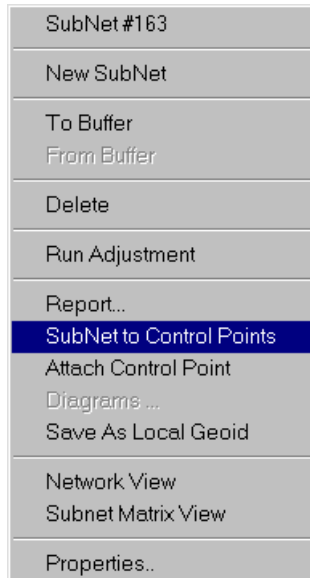 SubNet #163
New SubNet
To Buffer
From Buffer
Delete
Run Adjustment
Report...
SubNet to Control Points
Attach Control Point
Diagrams ...
Save As Local Geoid
Network View
Subnet Matrix View
Properties..